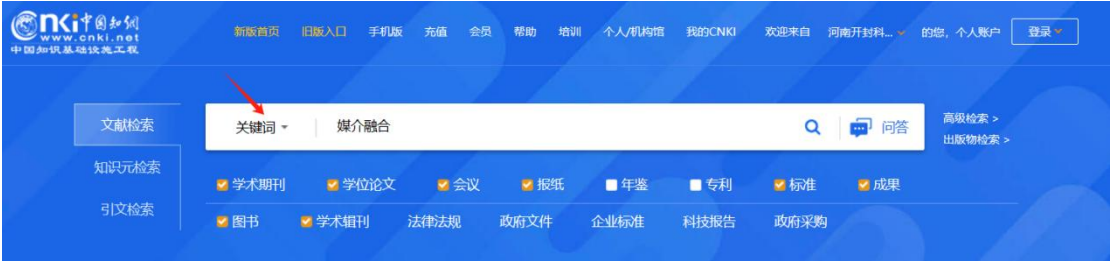 cnki中国知网
www.cnki.net
中国知识基础设施工程
新版首页 旧版入口 手机版 充值 会员 帮助 培训 个人/机构馆 我的CNKI 欢迎来自 河南开封科... 的您，个人账户 登录
文献检索
关键词 媒介融合 问答
高级检索 >
出版物检索 >
知识元检索
学术期刊 学位论文 会议 报纸 年鉴 专利 标准 成果
引文检索
图书 学术辑刊 法律法规 政府文件 企业标准 科技报告 政府采购